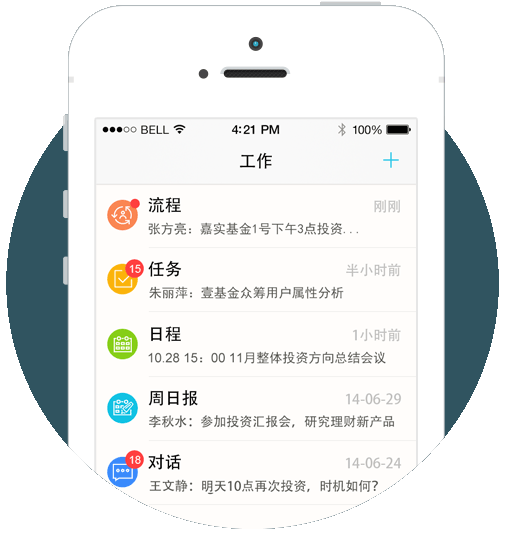 BELL 4:21 PM 100%
工作
流程 刚刚
张方亮：嘉实基金1号下午3点投资...
15 任务 半小时前
朱丽萍：壹基金众筹用户属性分析
日程 1小时前
10.28 15：00 11月整体投资方向总结会议
周日报 14-06-29
李秋水：参加投资汇报会，研究理财新产品
18 对话 14-06-24
王文静：明天10点再次投资，时机如何？